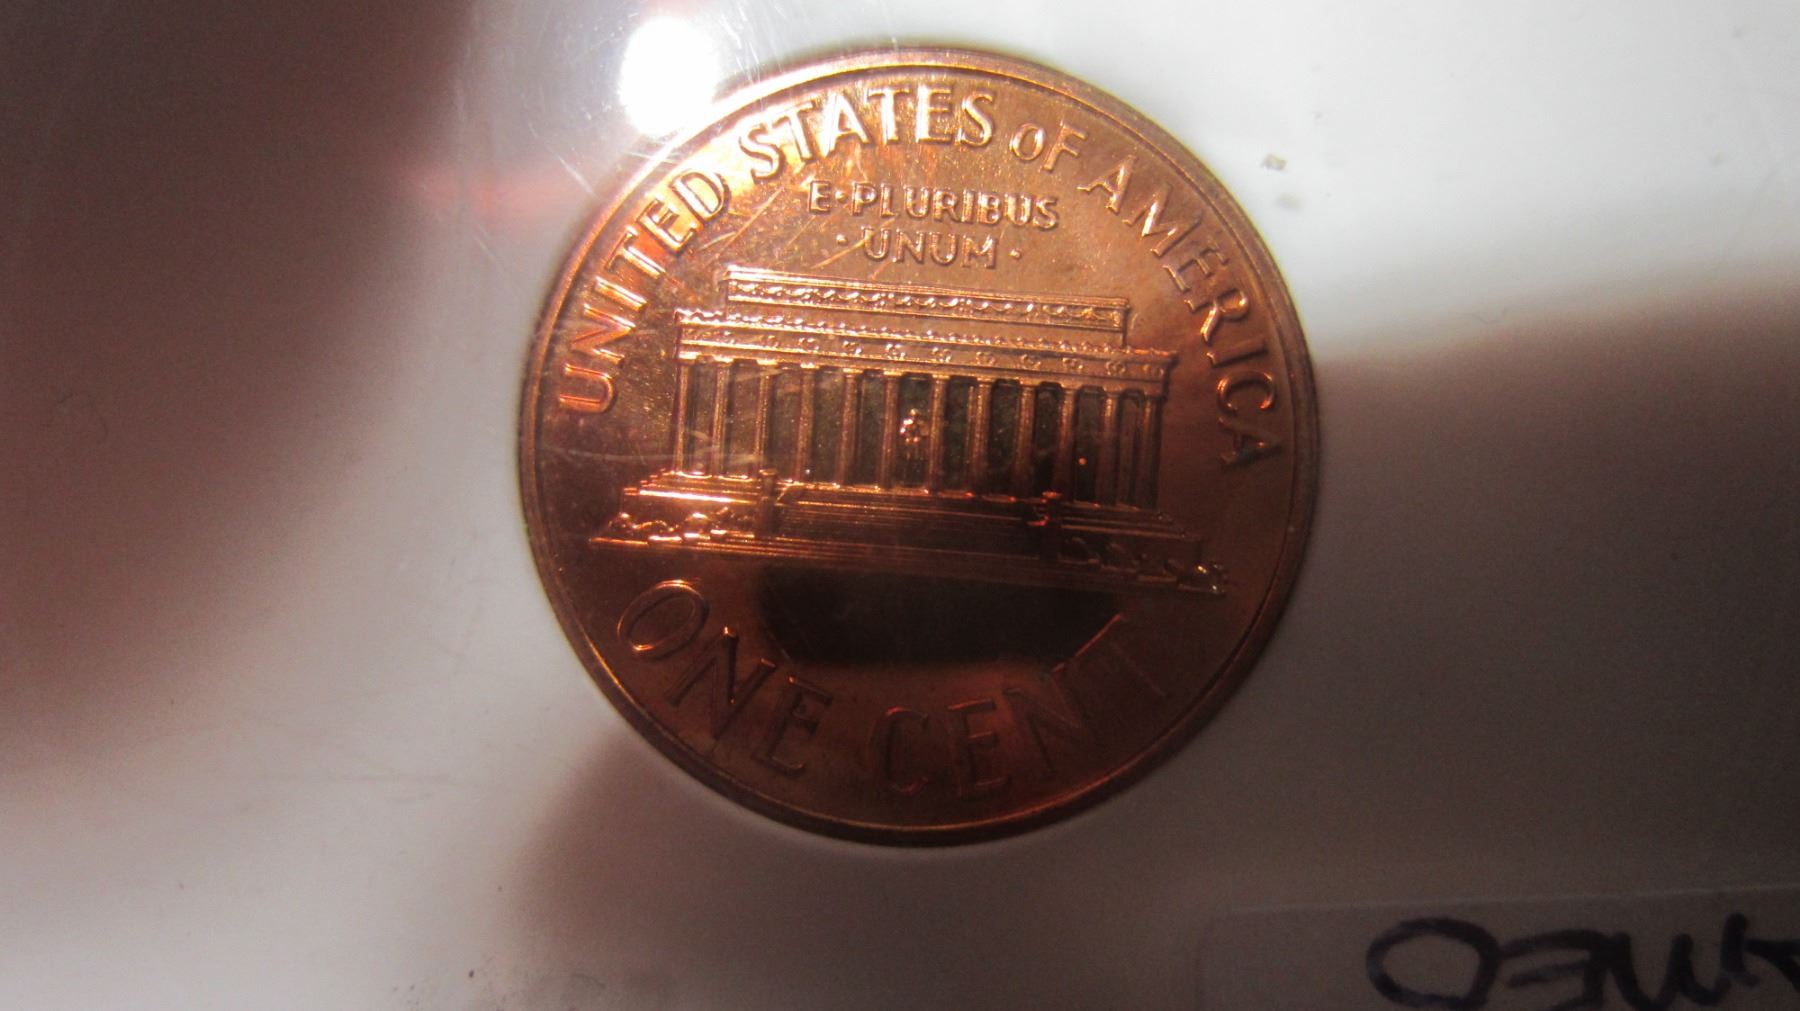 UNITED STATES OF AMERICA
E·PLURIBUS
·UNUM·
ONE CENT